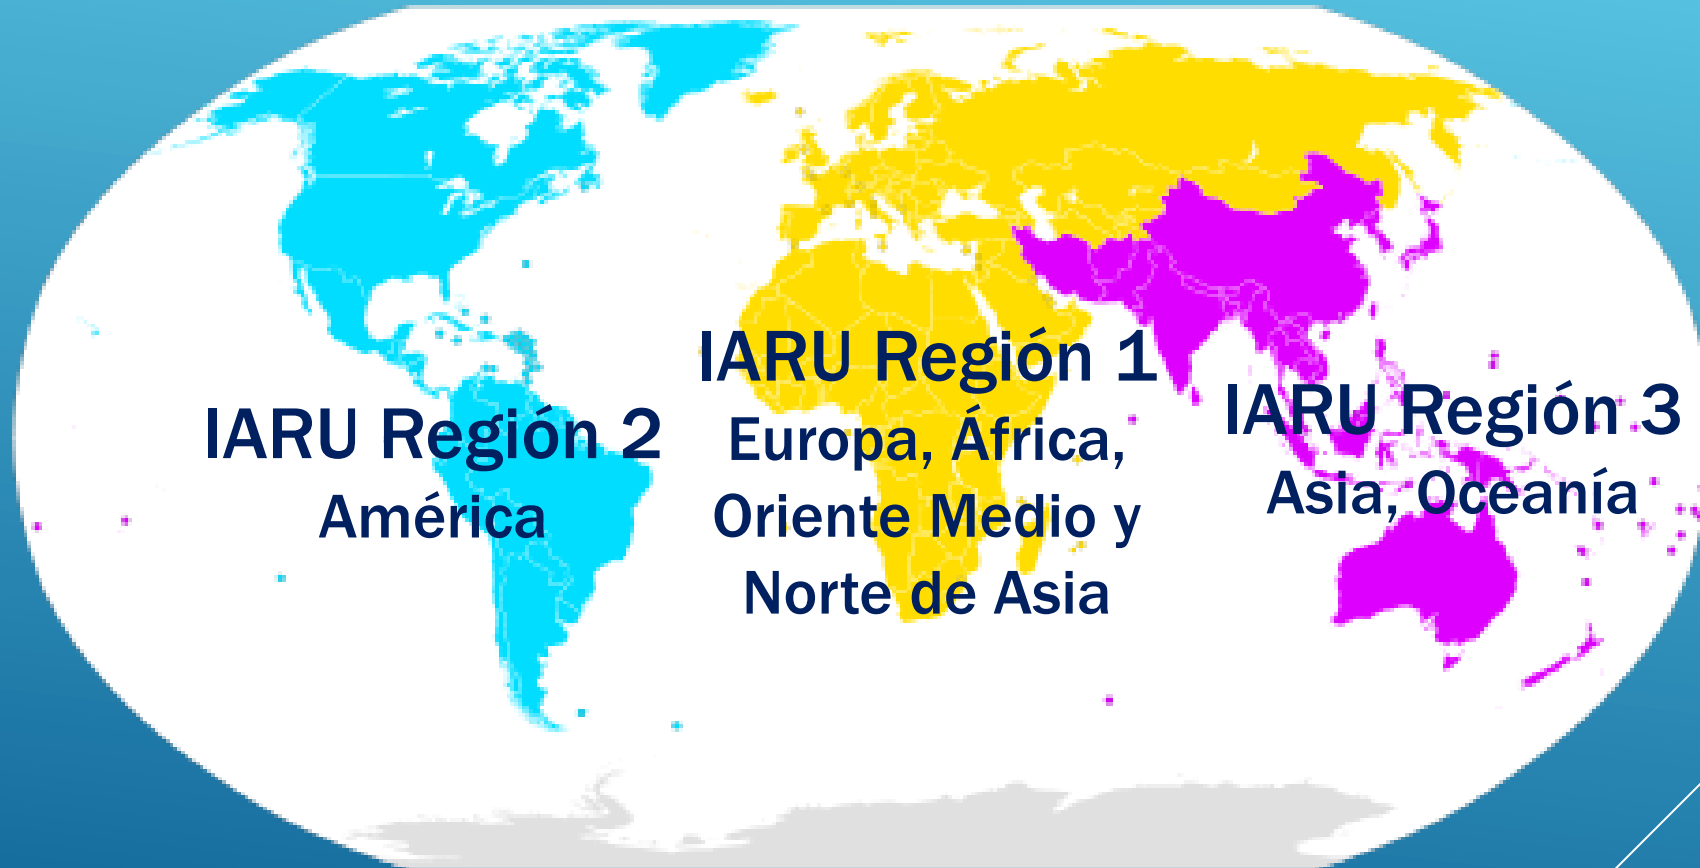 IARU Región 2
América
IARU Región 1
Europa, África,
Oriente Medio y
Norte de Asia
IARU Región 3
Asia, Oceanía